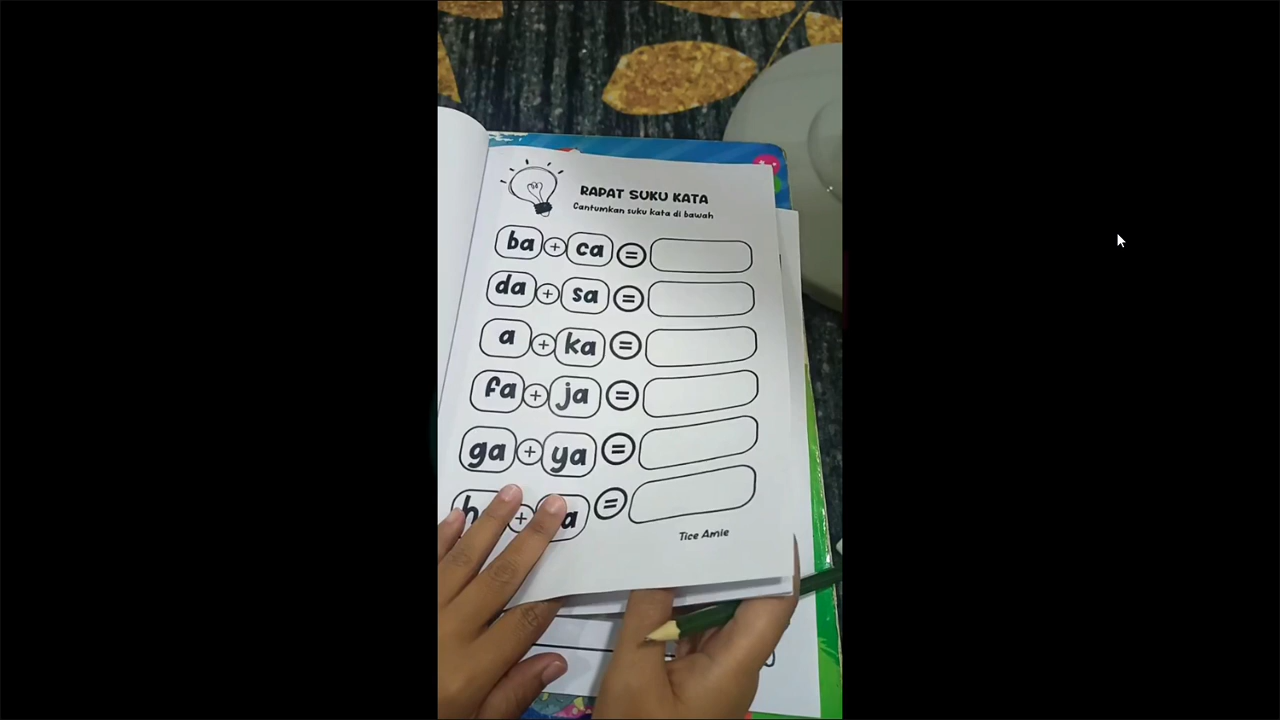 RAPAT SUKU KATA
Cantumkan suku kata di bawah
ba + ca =
da + sa =
a + ka =
fa + ja =
ga + ya =
+ =
Tice Amie